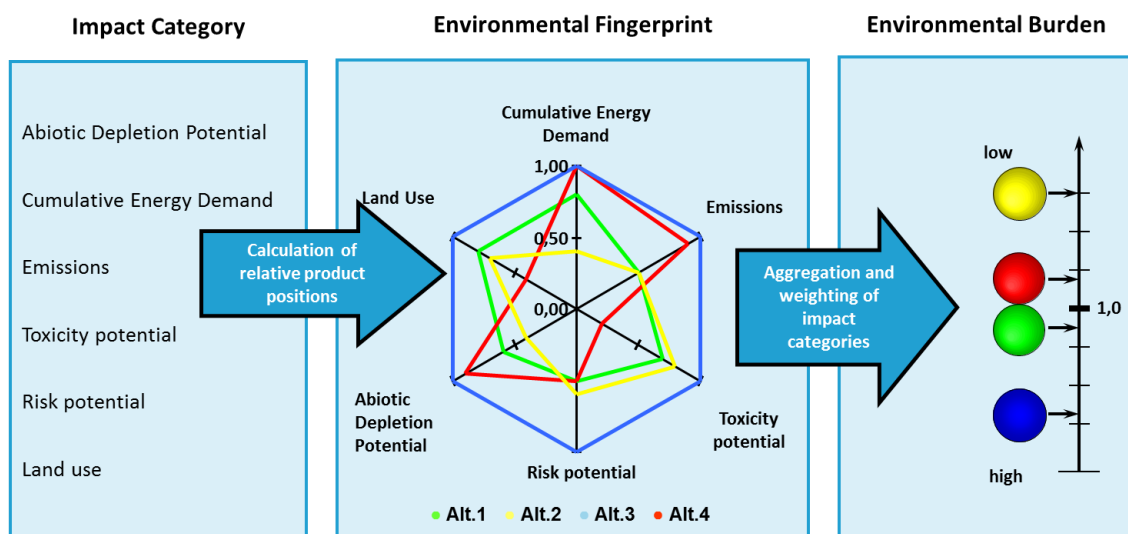 Impact Category
Environmental Fingerprint
Environmental Burden
Abiotic Depletion Potential
Cumulative Energy Demand
Emissions
Toxicity potential
Risk potential
Land use
Calculation of
relative product
positions
Cumulative Energy
Demand
1,00
Land Use
Emissions
0,50
0,00
Abiotic
Depletion
Potential
Toxicity
potential
Risk potential
Alt.1 Alt.2 Alt.3 Alt.4
Aggregation and
weighting of
impact
categories
low
1,0
high